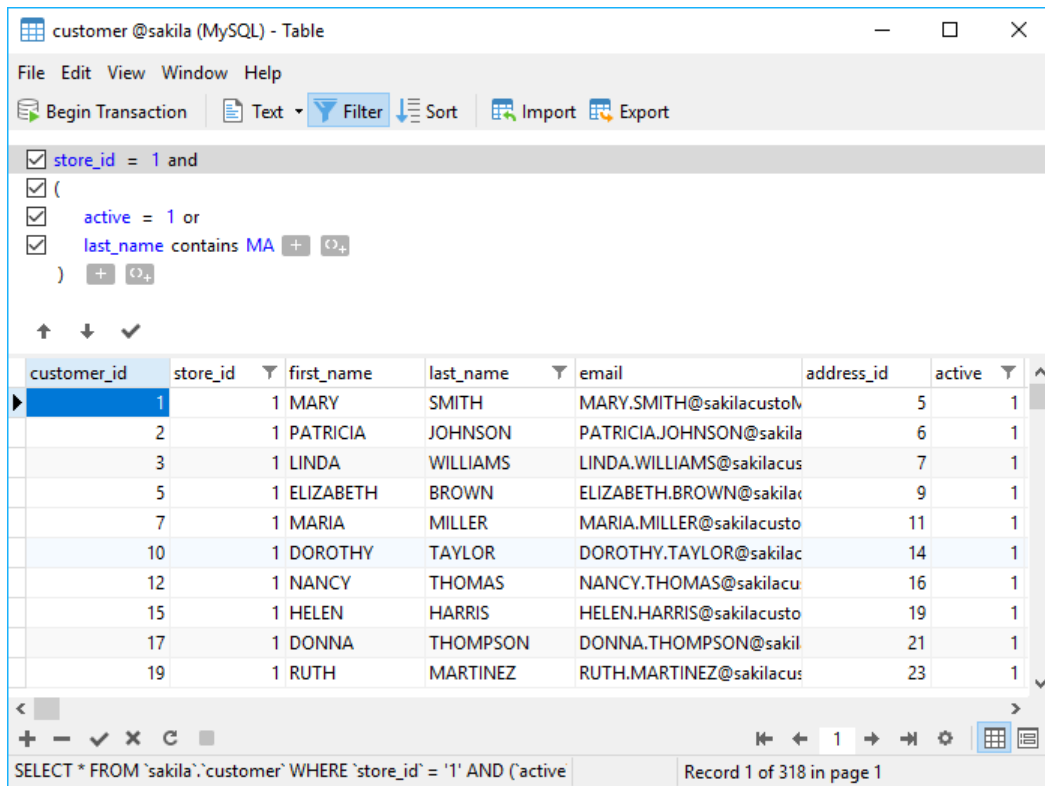 customer @sakila (MySQL) - Table
File Edit View Window Help
Begin Transaction Text Filter Sort Import Export
store_id = 1 and
(
active = 1 or
last_name contains MA
)
customer_id store_id first_name last_name email address_id active
1 1 MARY SMITH MARY.SMITH@sakilacustoM 5 1
2 1 PATRICIA JOHNSON PATRICIA.JOHNSON@sakila 6 1
3 1 LINDA WILLIAMS LINDA.WILLIAMS@sakilacus 7 1
5 1 ELIZABETH BROWN ELIZABETH.BROWN@sakilac 9 1
7 1 MARIA MILLER MARIA.MILLER@sakilacusto 11 1
10 1 DOROTHY TAYLOR DOROTHY.TAYLOR@sakilac 14 1
12 1 NANCY THOMAS NANCY.THOMAS@sakilacu 16 1
15 1 HELEN HARRIS HELEN.HARRIS@sakilacusto 19 1
17 1 DONNA THOMPSON DONNA.THOMPSON@sakil 21 1
19 1 RUTH MARTINEZ RUTH.MARTINEZ@sakilacus 23 1
1
SELECT * FROM `sakila`.`customer` WHERE `store_id` = '1' AND (`active` Record 1 of 318 in page 1